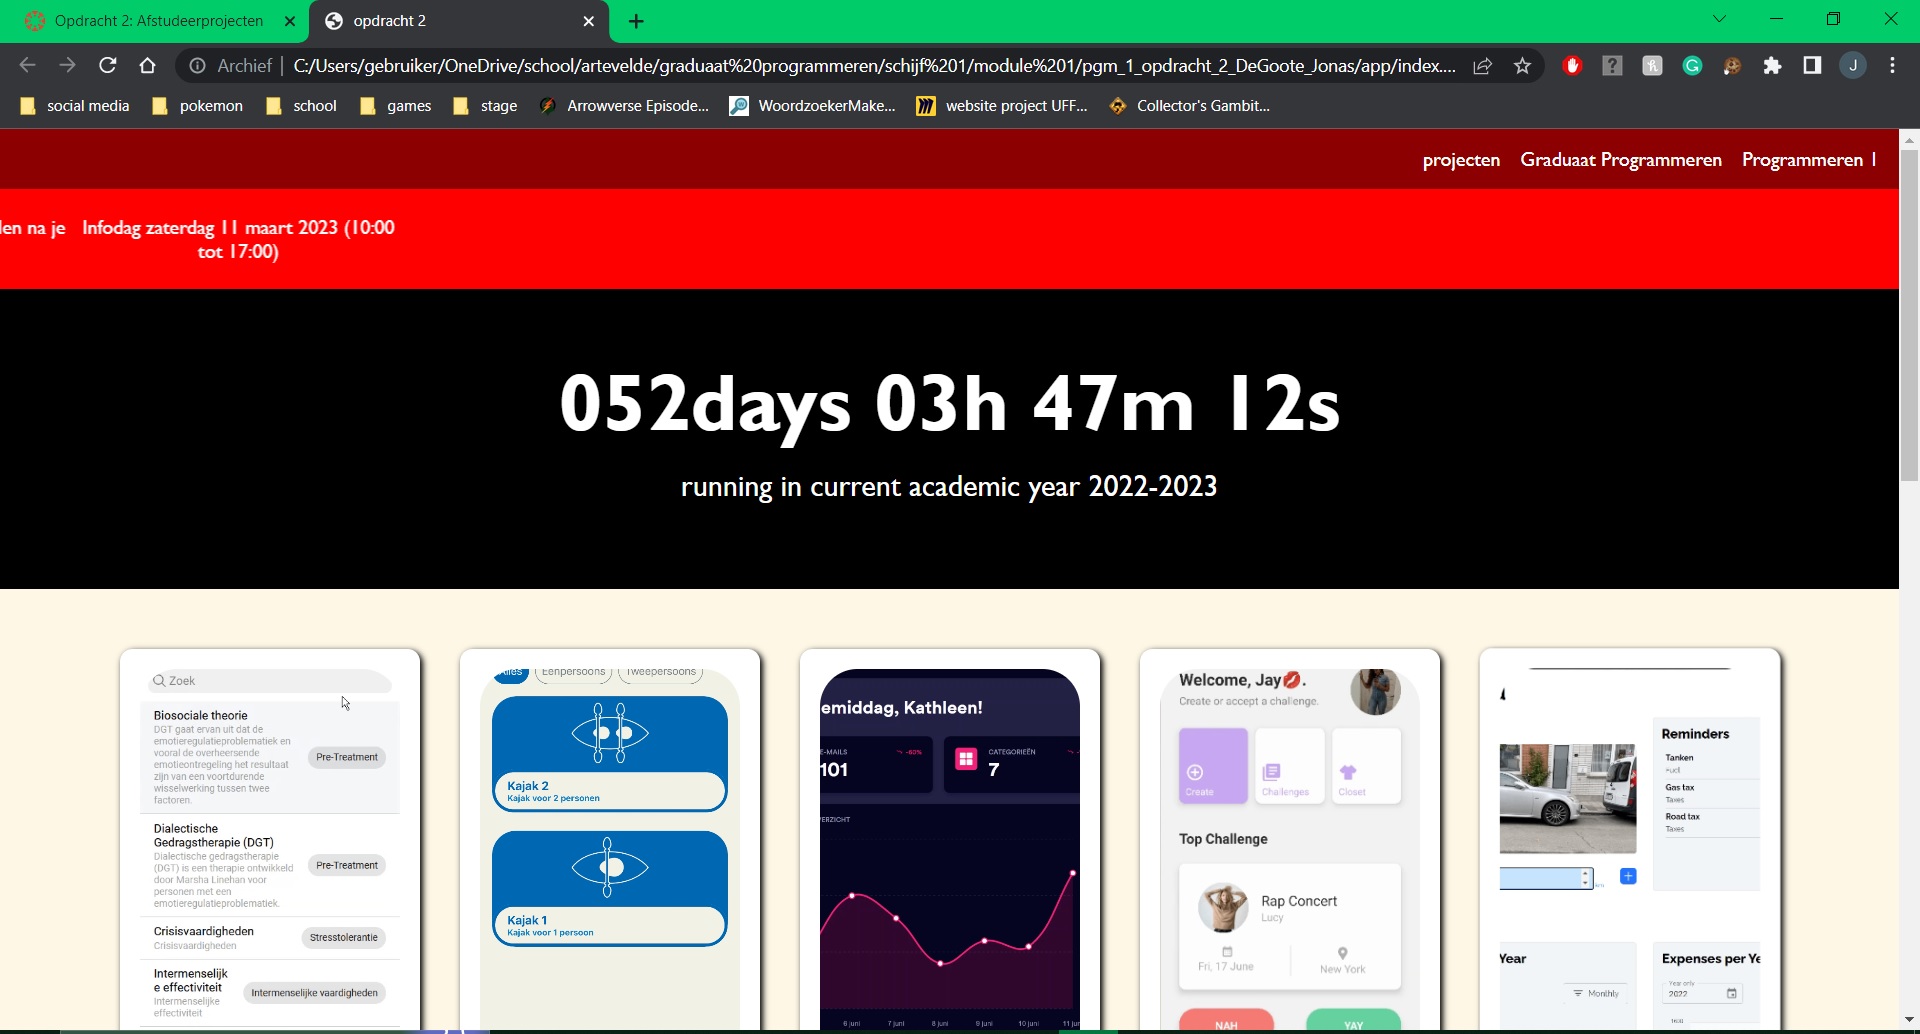 Opdracht 2: Afstudeerprojecten
opdracht 2
Archief
C:/Users/gebruiker/OneDrive/school/artevelde/graduaat%20programmeren/schijf%201/module%201/pgm_1_opdracht_2_DeGoote_Jonas/app/index....
J
social media
pokemon
school
games
stage
Arrowverse Episode...
WoordzoekerMake...
website project UFF...
Collector's Gambit...
projecten Graduaat Programmeren Programmeren I
len na je Infodag zaterdag 11 maart 2023 (10:00
tot 17:00)
052days 03h 47m 12s
running in current academic year 2022-2023
Zoek
Biosociale theorie
DGT gaat ervan uit dat de
emotieregulatieproblematiek en
vooral de overheersende
emotieontregeling het resultaat
zijn van een voortdurende
wisselwerking tussen twee
factoren.
Pre-Treatment
Dialectische
Gedragstherapie (DGT)
Dialectische gedragstherapie
(DGT) is een therapie ontwikkeld
door Marsha Linehan voor
personen met een
emotieregulatieproblematiek.
Pre-Treatment
Crisisvaardigheden
Crisisvaardigheden
Stresstolerantie
Intermenselijk
e effectiviteit
Intermenselijke
effectiviteit
Intermenselijke vaardigheden
Alles
Eenpersoons
Tweepersoons
Kajak 2
Kajak voor 2 personen
Kajak 1
Kajak voor 1 persoon
emiddag, Kathleen!
E-MAILS
101
-60%
CATEGORIEËN
7
ERZICHT
6 juni 7 juni 8 juni 9 juni 10 juni 11 jun
Welcome, Jay💋.
Create or accept a challenge.
Create
Challenges
Closet
Top Challenge
Rap Concert
Lucy
Fri, 17 June
New York
NAH
YAY
Reminders
Tanken
Fuel
Gas tax
Taxes
Road tax
Taxes
Year
Monthly
Expenses per Ye
Year only
2022